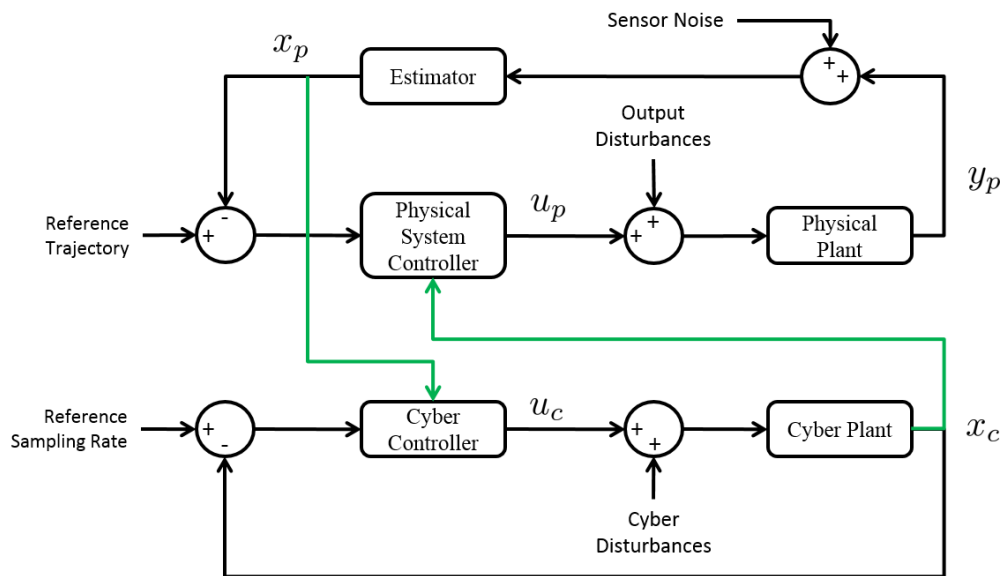 Sensor Noise
x_p
+
+
Estimator
Output
Disturbances
y_p
-
Physical
System
Controller
u_p
+
Physical
Plant
Reference
Trajectory
+
+
Reference
Sampling Rate
+
-
Cyber
Controller
u_c
+
+
Cyber Plant
x_c
Cyber
Disturbances